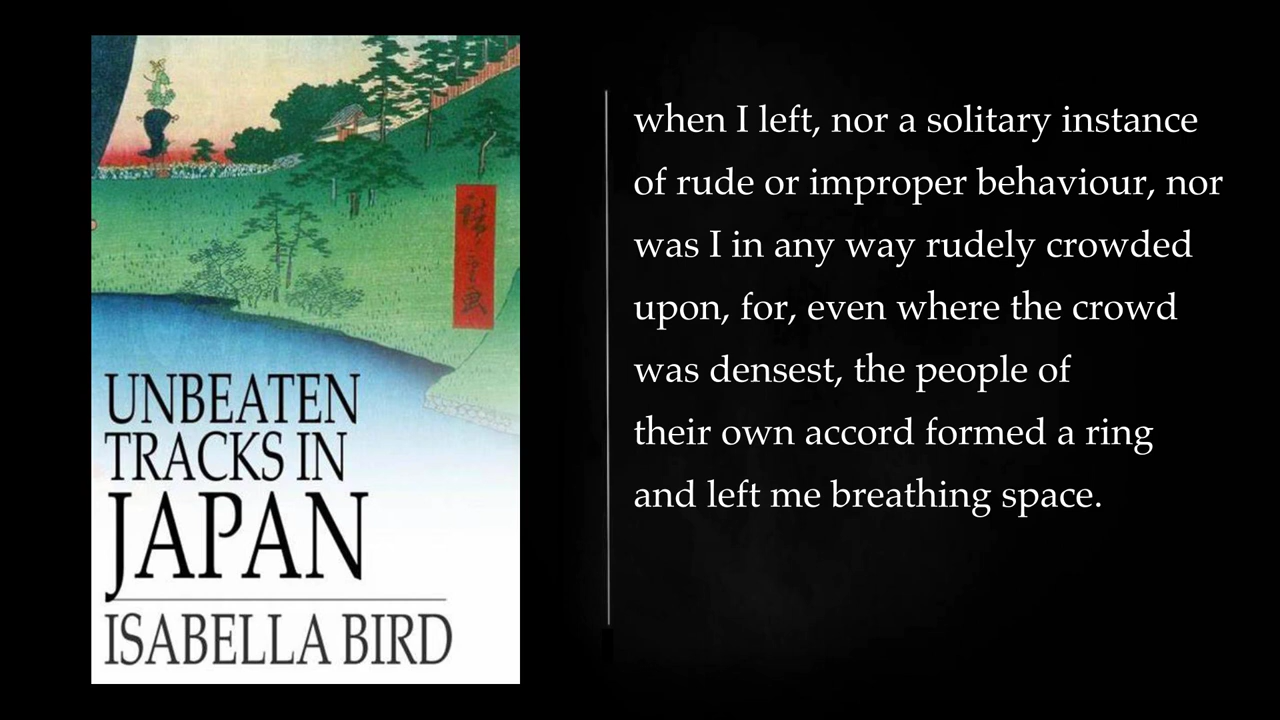 UNBEATEN
TRACKS IN
JAPAN
ISABELLA BIRD
when I left, nor a solitary instance
of rude or improper behaviour, nor
was I in any way rudely crowded
upon, for, even where the crowd
was densest, the people of
their own accord formed a ring
and left me breathing space.